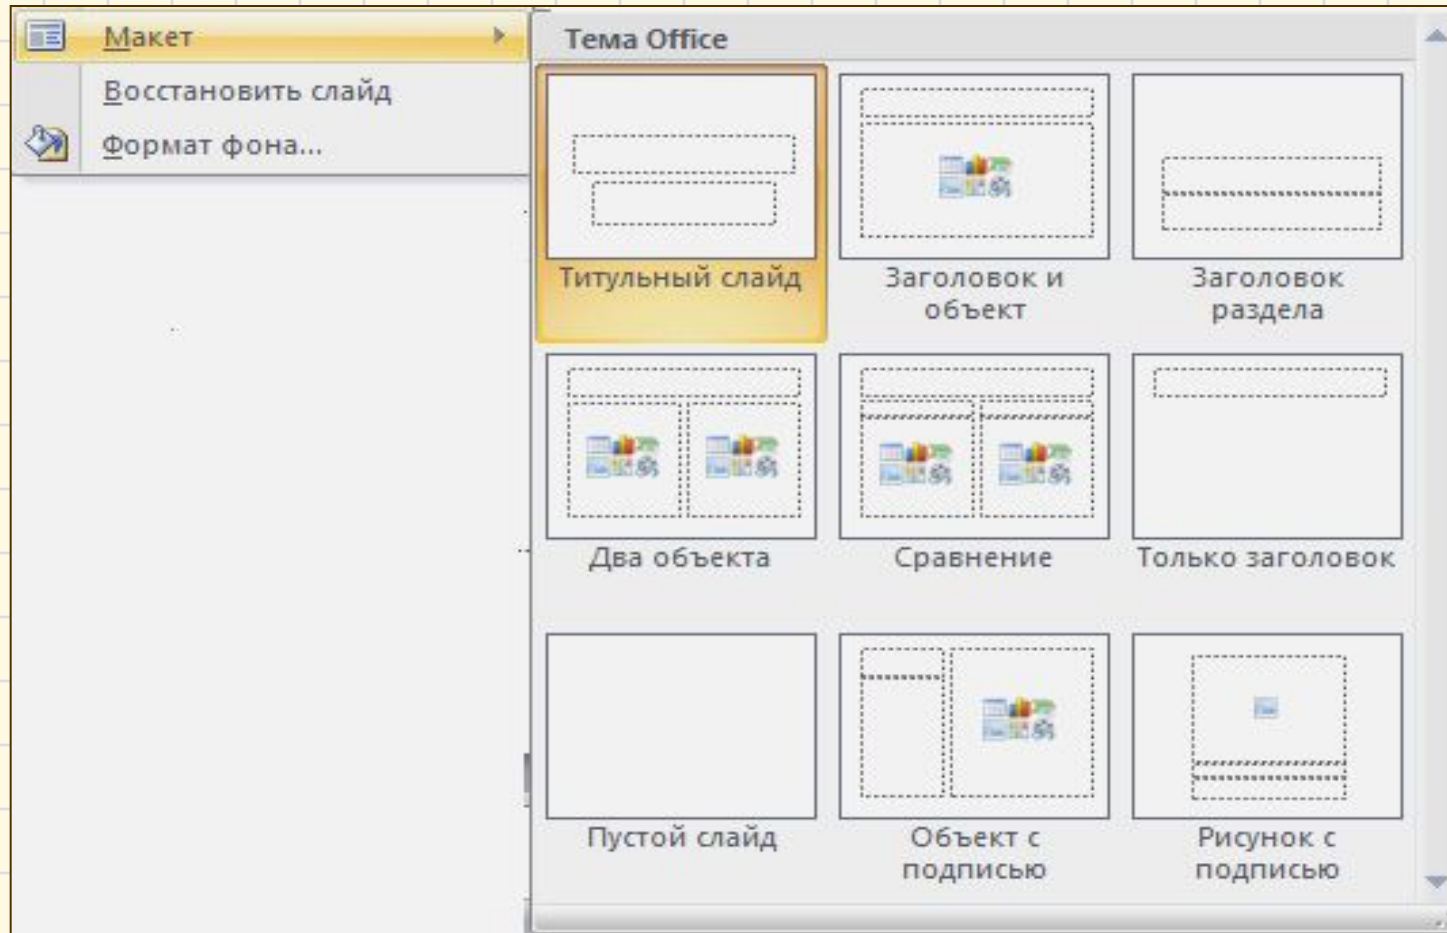 Макет
Восстановить слайд
Формат фона...
Тема Office
Титульный слайд
Заголовок и
объект
Заголовок
раздела
Два объекта
Сравнение
Только заголовок
Пустой слайд
Объект с
подписью
Рисунок с
подписью